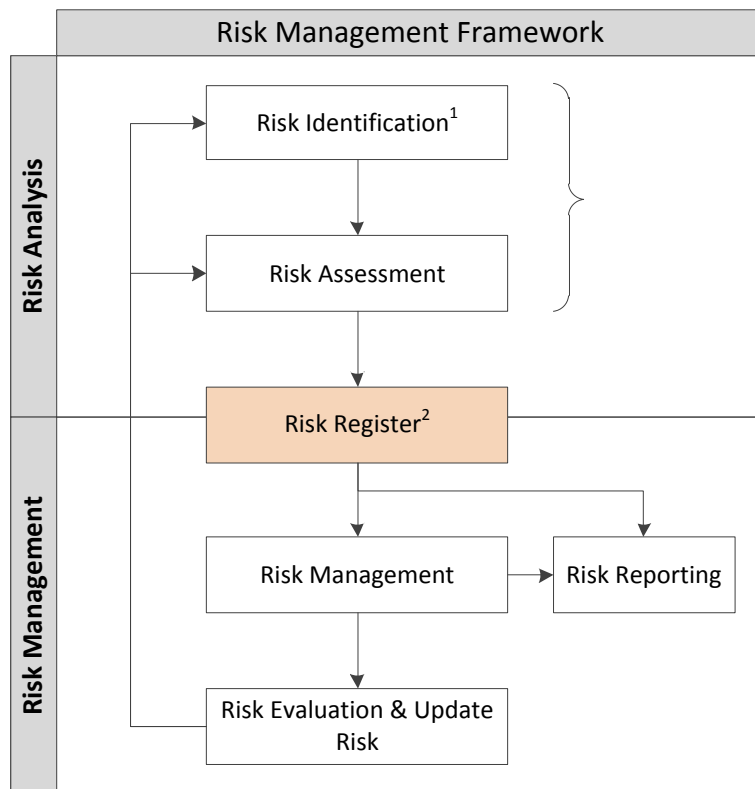 Risk Management Framework
Risk Analysis
Risk Identification¹
Risk Assessment
Risk Register²
Risk Management
Risk Management
Risk Reporting
Risk Evaluation & Update
Risk